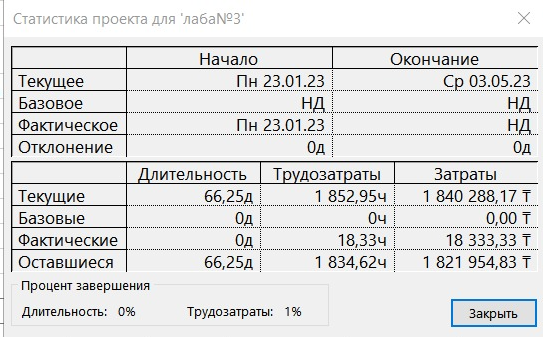 Статистика проекта для 'лаба№3'
Начало Окончание
Текущее Пн 23.01.23 Ср 03.05.23
Базовое НД НД
Фактическое Пн 23.01.23 НД
Отклонение 0д 0д
Длительность Трудозатраты Затраты
Текущие 66,25д 1 852,95ч 1 840 288,17 ₸
Базовые 0д 0ч 0,00 ₸
Фактические 0д 18,33ч 18 333,33 ₸
Оставшиеся 66,25д 1 834,62ч 1 821 954,83 ₸
Процент завершения
Длительность: 0% Трудозатраты: 1%
Закрыть